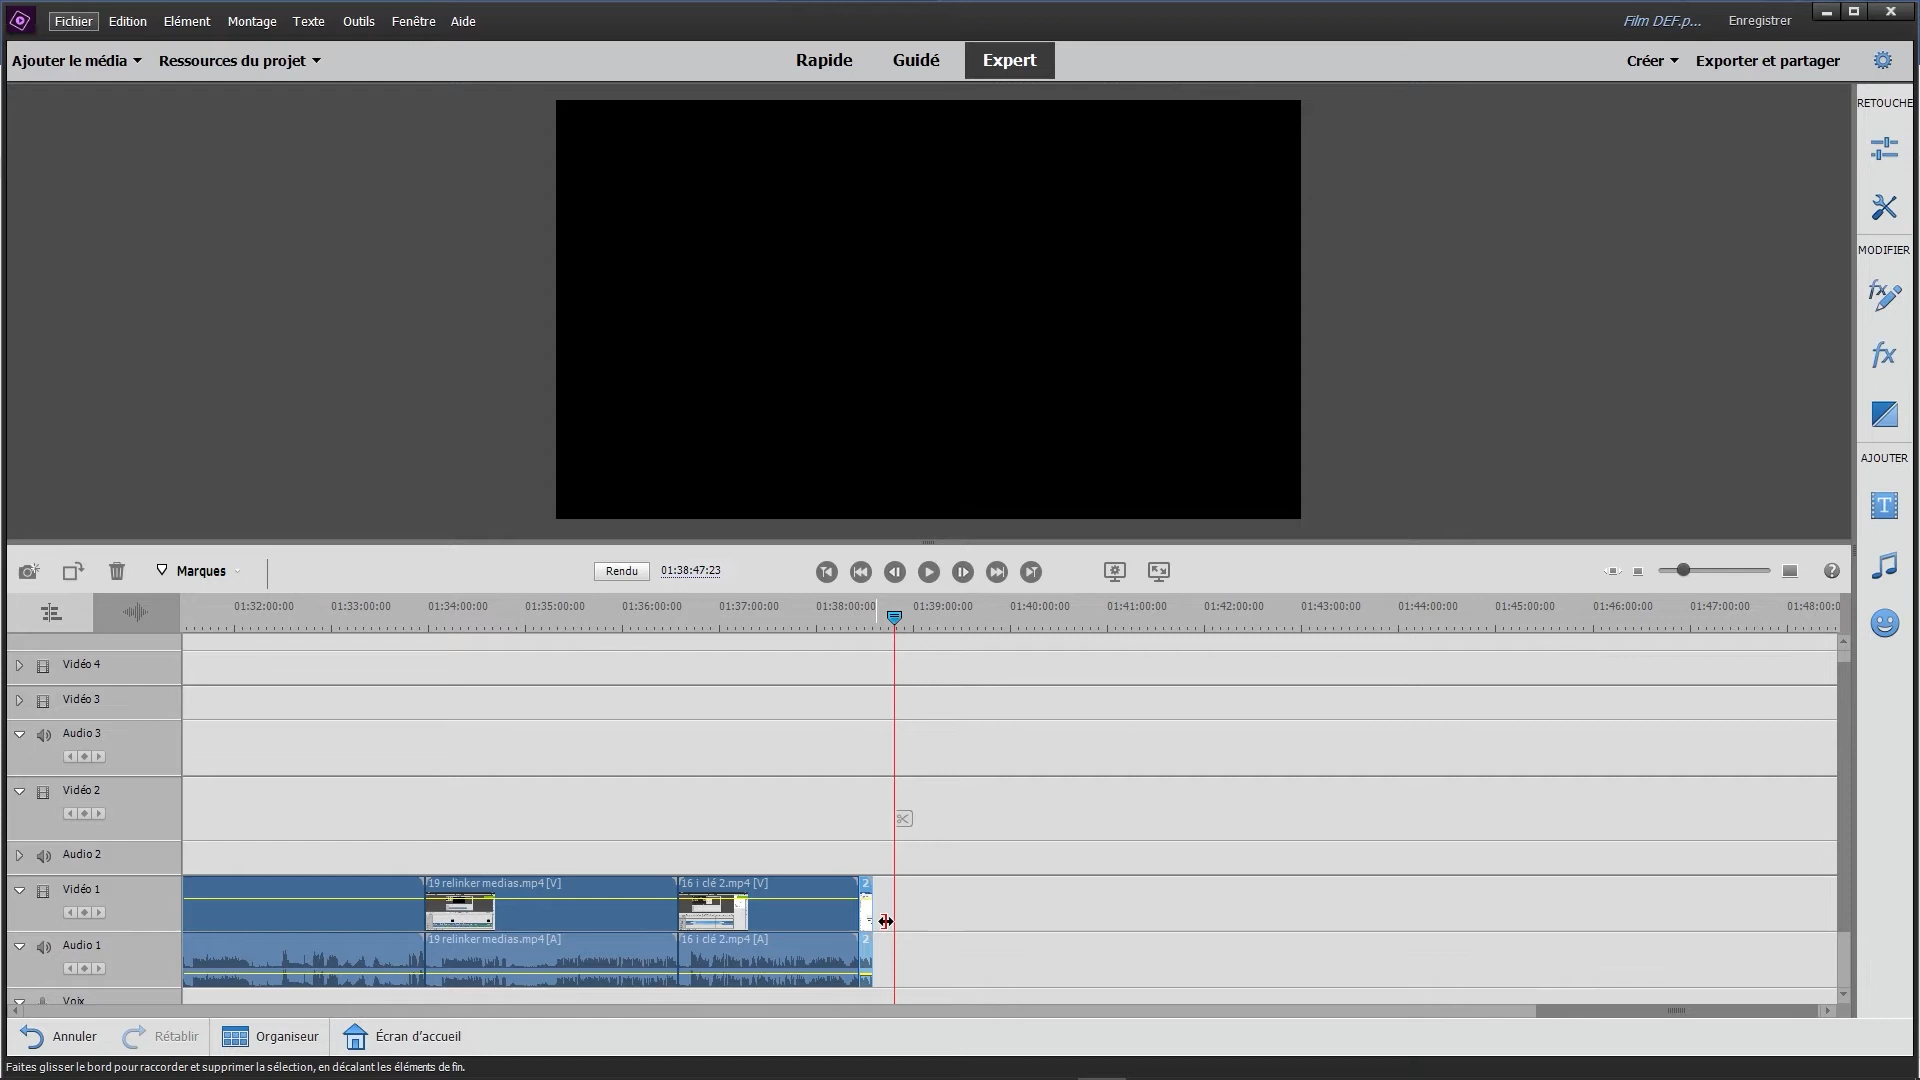 Fichier Edition Elément Montage Texte Outils Fenêtre Aide Film DEF.p... Enregistrer
Ajouter le média Ressources du projet Rapide Guidé Expert Créer Exporter et partager
RETOUCHE
MODIFIER
AJOUTER
Marques Rendu 01:38:47:23
01:32:00:00 01:33:00:00 01:34:00:00 01:35:00:00 01:36:00:00 01:37:00:00 01:38:00:00 01:39:00:00 01:40:00:00 01:41:00:00 01:42:00:00 01:43:00:00 01:44:00:00 01:45:00:00 01:46:00:00 01:47:00:00 01:48:00:0
Vidéo 4
Vidéo 3
Audio 3
Vidéo 2
Audio 2
Vidéo 1 19 relinker medias.mp4 [V] 16 i clé 2.mp4 [V] 2
Audio 1 19 relinker medias.mp4 [A] 16 i clé 2.mp4 [A] 2
Voix
Annuler Rétablir Organiseur Écran d'accueil
Faites glisser le bord pour raccorder et supprimer la sélection, en décalant les éléments de fin.